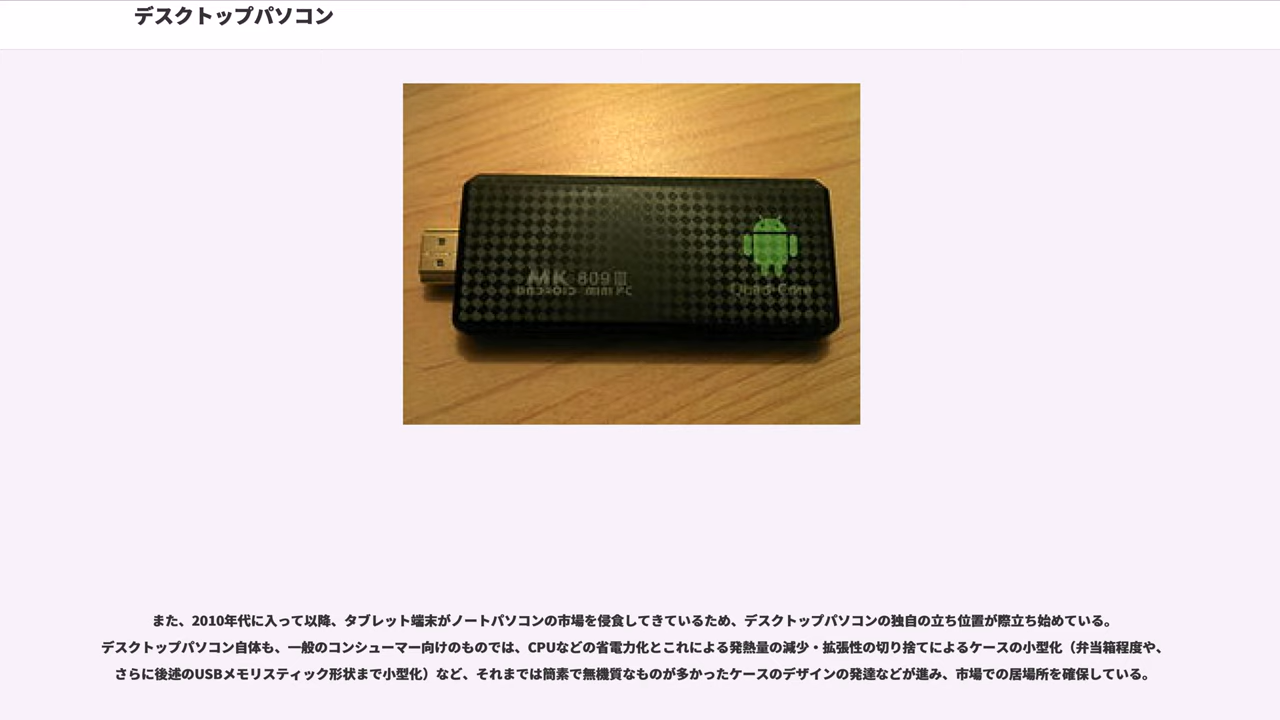 デスクトップパソコン
MK 809 III
ANDROID MINI PC
Quad-Core
また、2010年代に入って以降、タブレット端末がノートパソコンの市場を侵食してきているため、デスクトップパソコンの独自の立ち位置が際立ち始めている。
デスクトップパソコン自体も、一般のコンシューマー向けのものでは、CPUなどの省電力化とこれによる発熱量の減少・拡張性の切り捨てによるケースの小型化（弁当箱程度や、
さらに後述のUSBメモリスティック形状まで小型化）など、それまでは簡素で無機質なものが多かったケースのデザインの発達などが進み、市場での居場所を確保している。